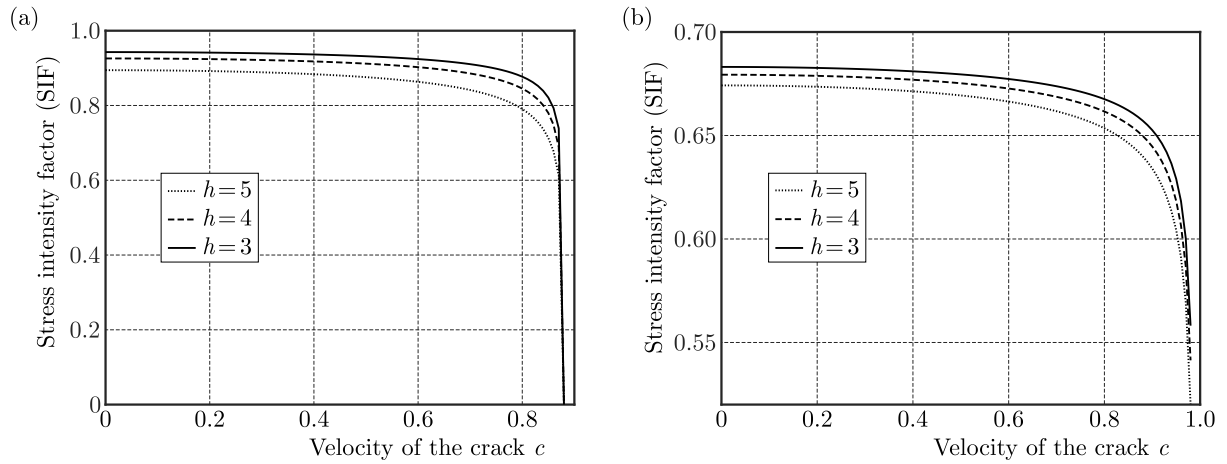 (a)
Stress intensity factor (SIF)
1.0
0.8
0.6
0.4
0.2
0
h=5
h=4
h=3
0 0.2 0.4 0.6 0.8
Velocity of the crack c
(b)
Stress intensity factor (SIF)
0.70
0.65
0.60
0.55
h=5
h=4
h=3
0 0.2 0.4 0.6 0.8 1.0
Velocity of the crack c